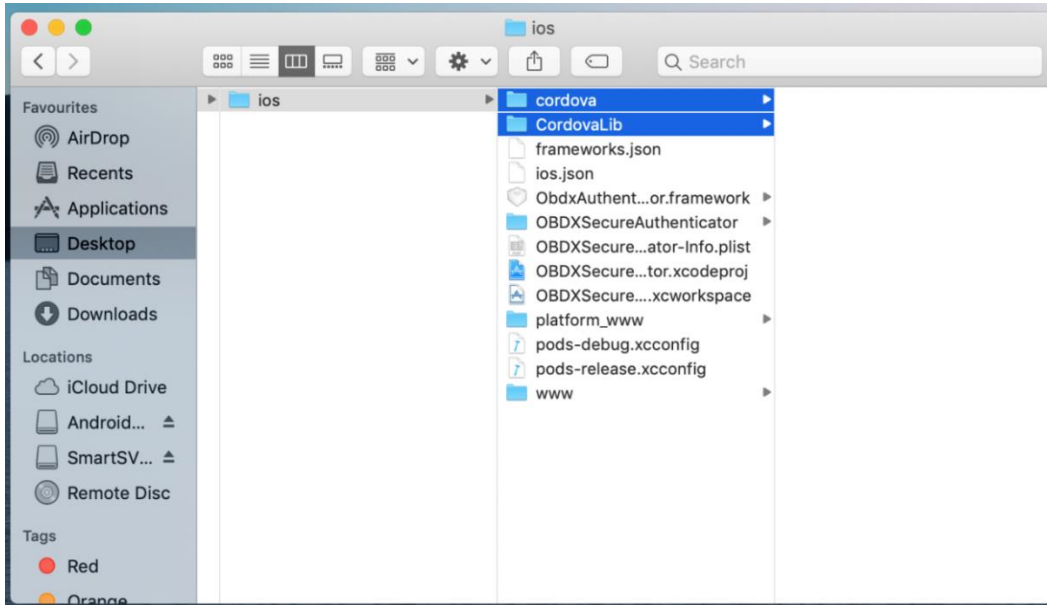 ios
Search
Favourites
AirDrop
Recents
Applications
Desktop
Documents
Downloads
Locations
iCloud Drive
Android...
SmartSV...
Remote Disc
Tags
Red
Orange
ios
cordova
CordovaLib
frameworks.json
ios.json
ObdxAuthent...or.framework
OBDXSecureAuthenticator
OBDXSecure...ator-Info.plist
OBDXSecure...tor.xcodeproj
OBDXSecure....xcworkspace
platform_www
pods-debug.xcconfig
pods-release.xcconfig
www